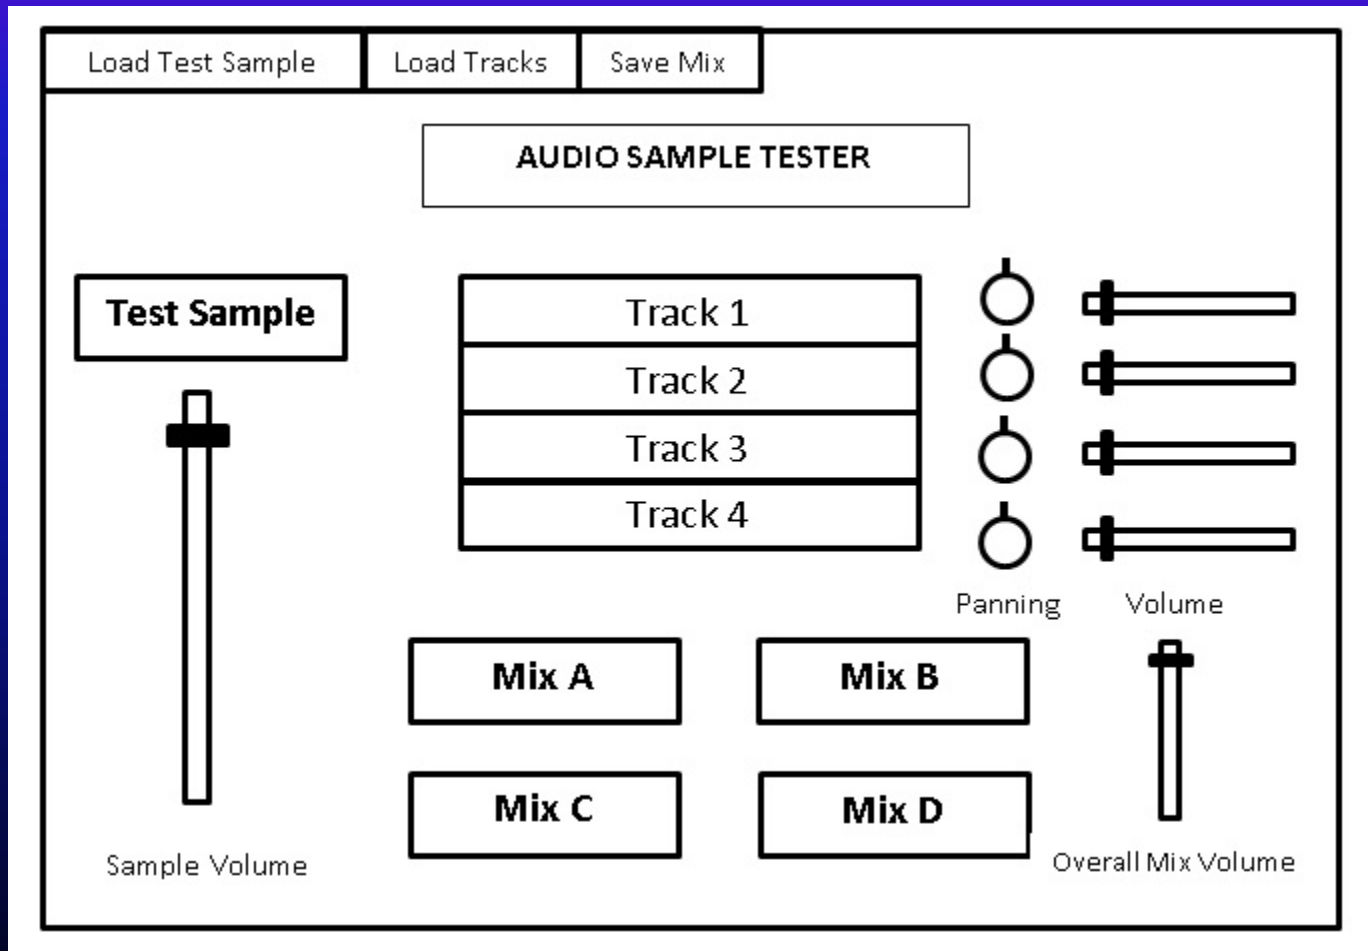 Load Test Sample
Load Tracks
Save Mix
AUDIO SAMPLE TESTER
Test Sample
Track 1
Track 2
Track 3
Track 4
Panning
Volume
Mix A
Mix B
Mix C
Mix D
Sample Volume
Overall Mix Volume